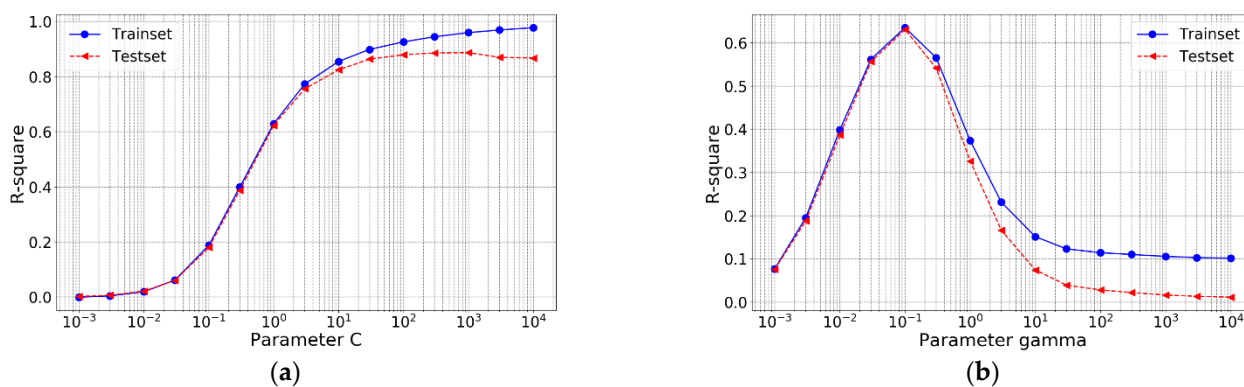 1.0
0.8
0.6
0.4
0.2
0.0
R-square
Trainset
Testset
10⁻³ 10⁻² 10⁻¹ 10⁰ 10¹ 10² 10³ 10⁴
Parameter C
(a)
0.6
0.5
0.4
0.3
0.2
0.1
0.0
R-square
Trainset
Testset
10⁻³ 10⁻² 10⁻¹ 10⁰ 10¹ 10² 10³ 10⁴
Parameter gamma
(b)